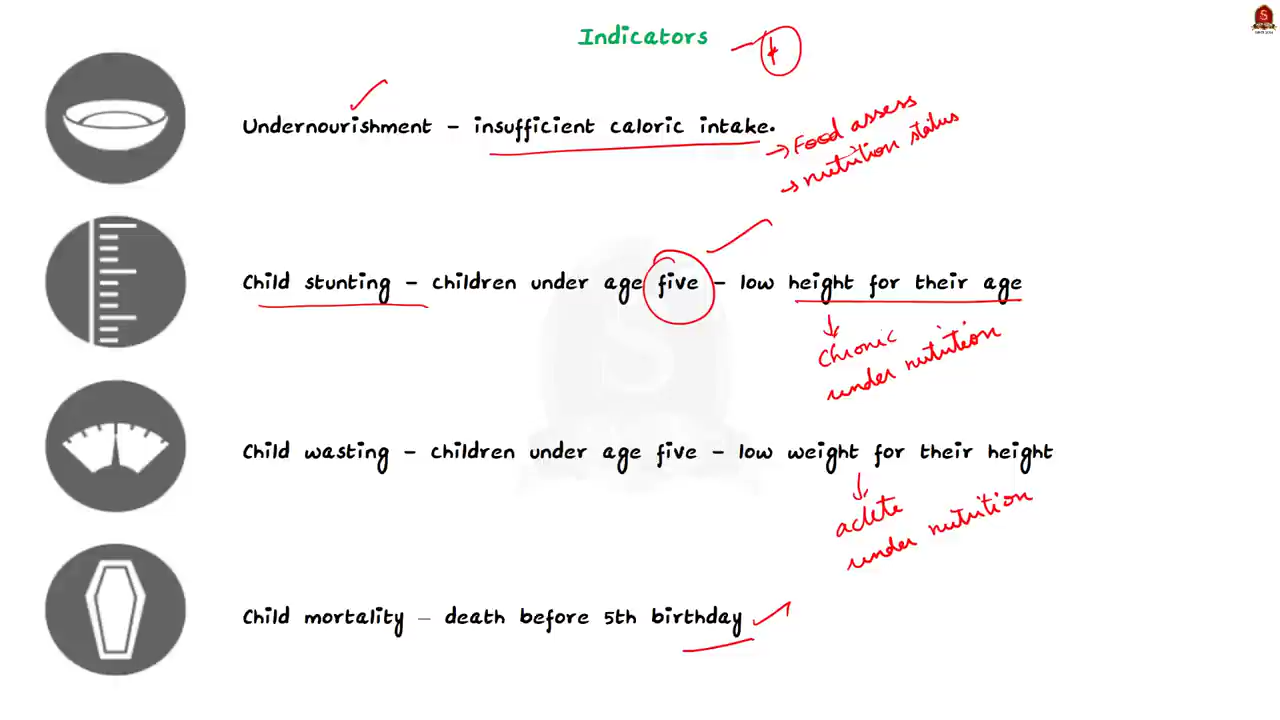 Indicators
Undernourishment - insufficient caloric intake.
→ Food assess
→ nutrition status
Child stunting - children under age five - low height for their age
Chronic
under nutrition
Child wasting - children under age five - low weight for their height
acute
under nutrition
Child mortality - death before 5th birthday